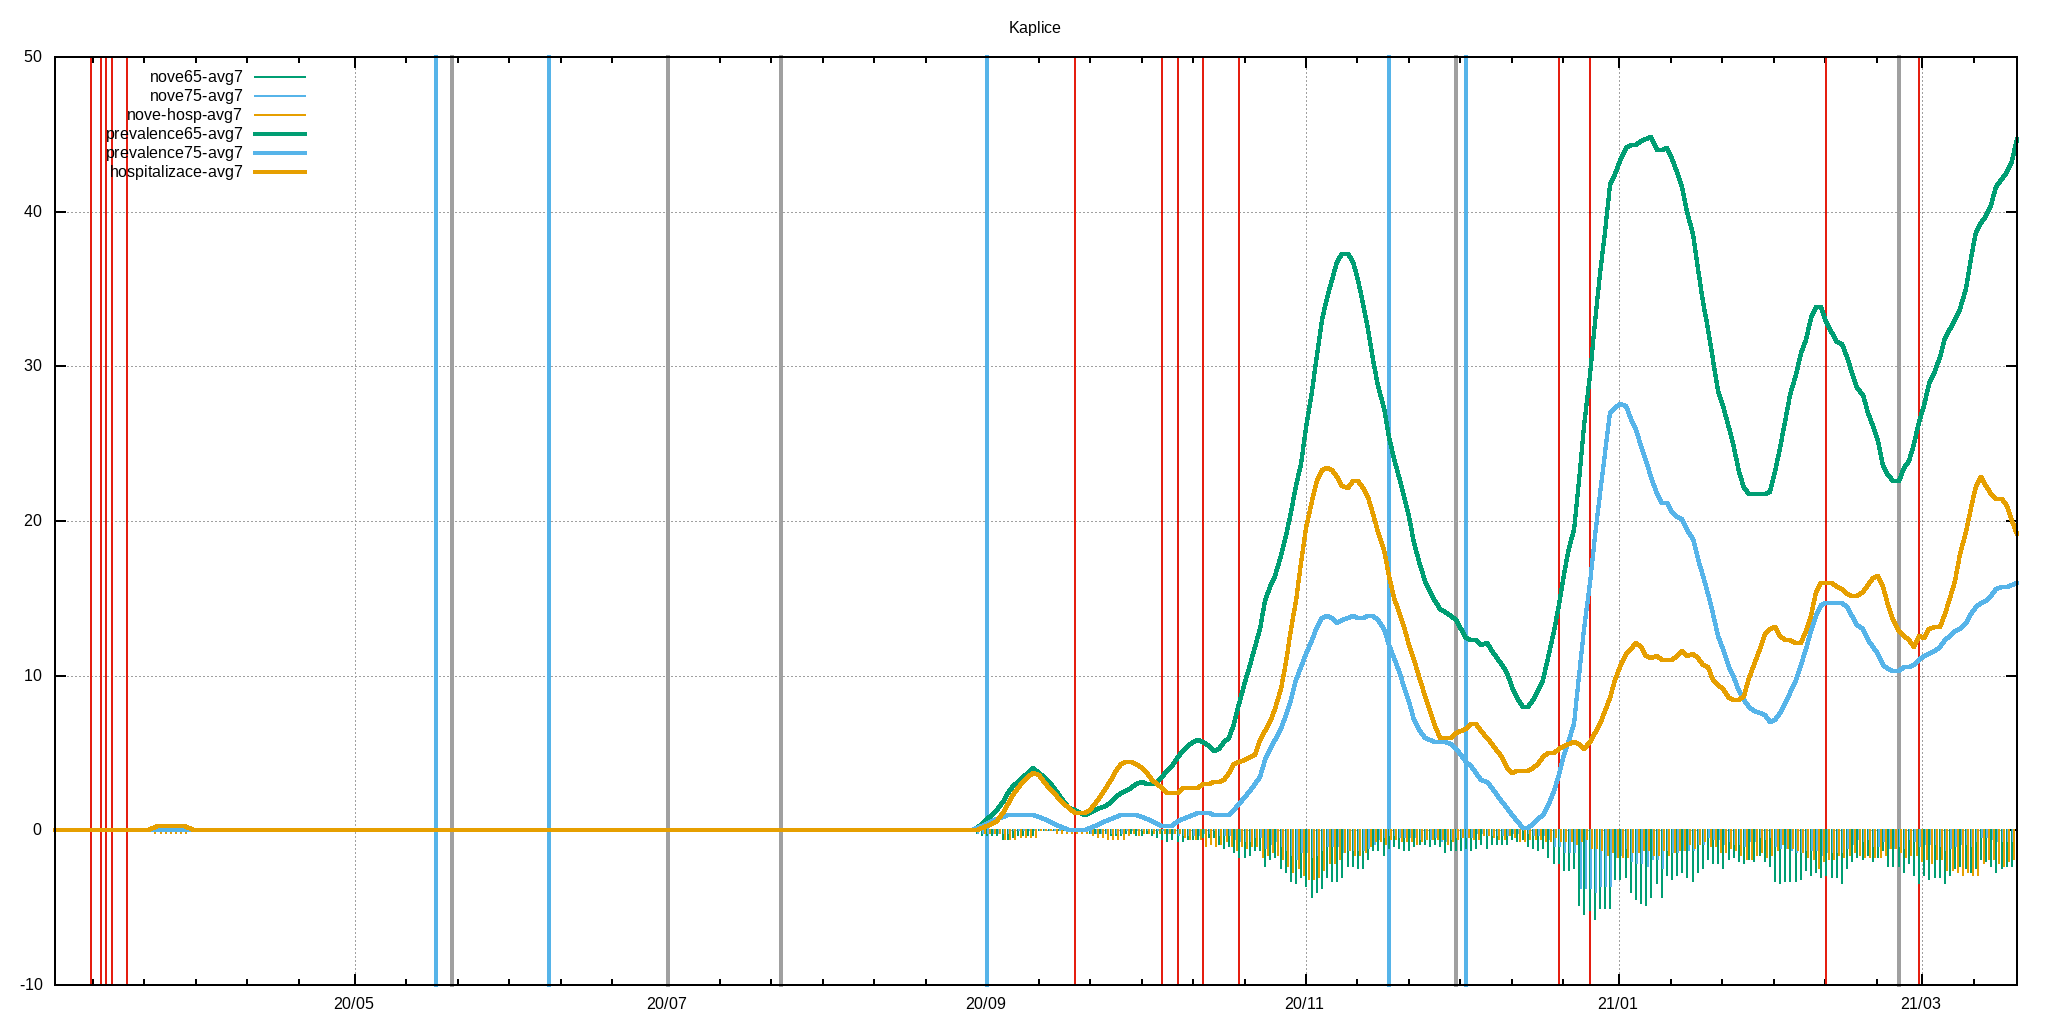 Kaplice
50
nove65-avg7
nove75-avg7
nove-hosp-avg7
prevalence65-avg7
prevalence75-avg7
hospitalizace-avg7
40
30
20
10
0
-10
20/05 20/07 20/09 20/11 21/01 21/03